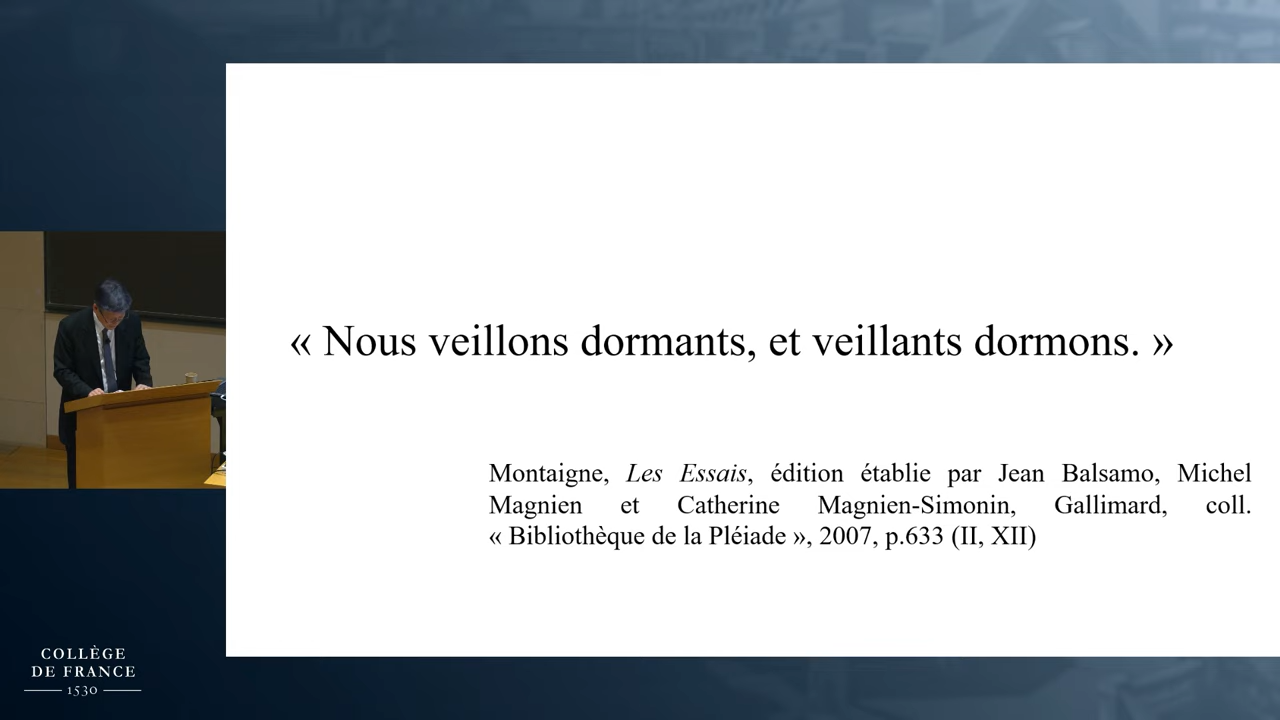 « Nous veillons dormants, et veillants dormons. »
Montaigne, Les Essais, édition établie par Jean Balsamo, Michel
Magnien et Catherine Magnien-Simonin, Gallimard, coll.
« Bibliothèque de la Pléiade », 2007, p.633 (II, XII)
COLLÈGE
DE FRANCE
1530